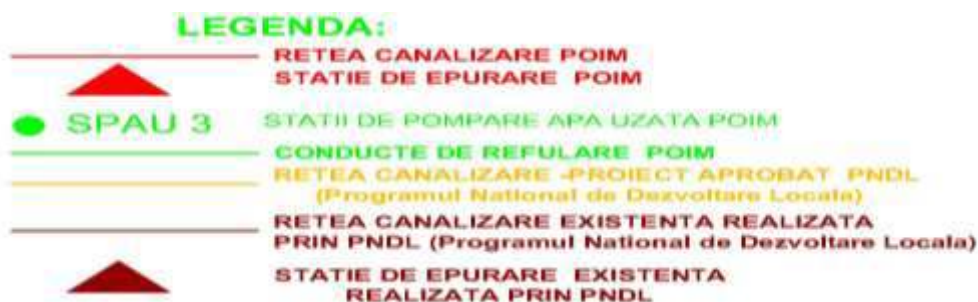 LEGENDA:
RETEA CANALIZARE POIM
STATIE DE EPURARE POIM
SPAU 3 STATII DE POMPARE APA UZATA POIM
CONDUCTE DE REFULARE POIM
RETEA CANALIZARE -PROIECT APROBAT PNDL
(Programul National de Dezvoltare Locala)
RETEA CANALIZARE EXISTENTA REALIZATA
PRIN PNDL (Programul National de Dezvoltare Locala)
STATIE DE EPURARE EXISTENTA
REALIZATA PRIN PNDL